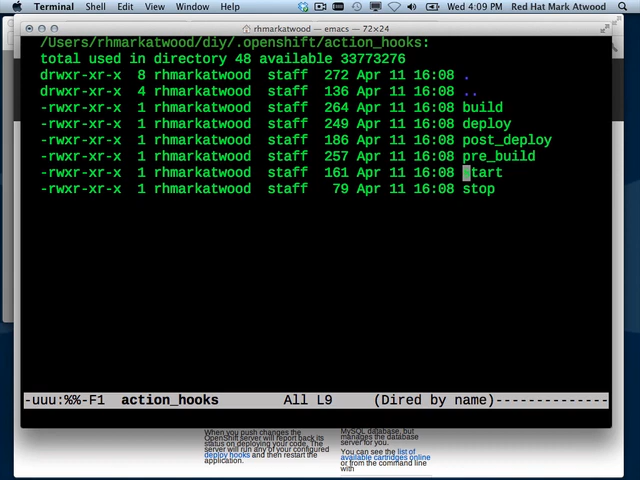 Terminal Shell Edit View Window Help Wed 4:09 PM Red Hat Mark Atwood
rhmarkatwood — emacs — 72×24
/Users/rhmarkatwood/diy/.openshift/action_hooks:
total used in directory 48 available 33773276
drwxr-xr-x 8 rhmarkatwood staff 272 Apr 11 16:08 .
drwxr-xr-x 4 rhmarkatwood staff 136 Apr 11 16:08 ..
-rwxr-xr-x 1 rhmarkatwood staff 264 Apr 11 16:08 build
-rwxr-xr-x 1 rhmarkatwood staff 249 Apr 11 16:08 deploy
-rwxr-xr-x 1 rhmarkatwood staff 186 Apr 11 16:08 post_deploy
-rwxr-xr-x 1 rhmarkatwood staff 257 Apr 11 16:08 pre_build
-rwxr-xr-x 1 rhmarkatwood staff 161 Apr 11 16:08 start
-rwxr-xr-x 1 rhmarkatwood staff 79 Apr 11 16:08 stop
-uuu:%%-F1 action_hooks All L9 (Dired by name)--------------
When you push changes the
OpenShift server will report back its
status on deploying your code. The
server will run any of your configured
deploy hooks and then restart the
application.
MySQL database, but
manages the database
server for you.
You can see the list of
available cartridges online
or from the command line
with